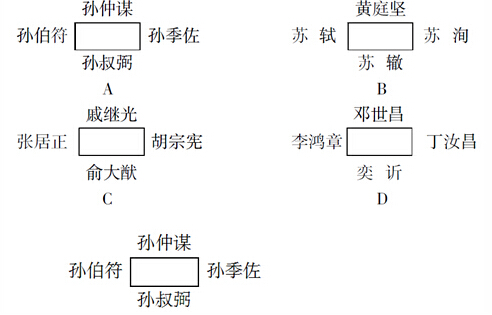 孙仲谋
孙伯符 孙季佐
孙叔弼
A
黄庭坚
苏 轼 苏 洵
苏 辙
B
戚继光
张居正 胡宗宪
俞大猷
C
邓世昌
李鸿章 丁汝昌
奕 䜣
D
孙仲谋
孙伯符 孙季佐
孙叔弼